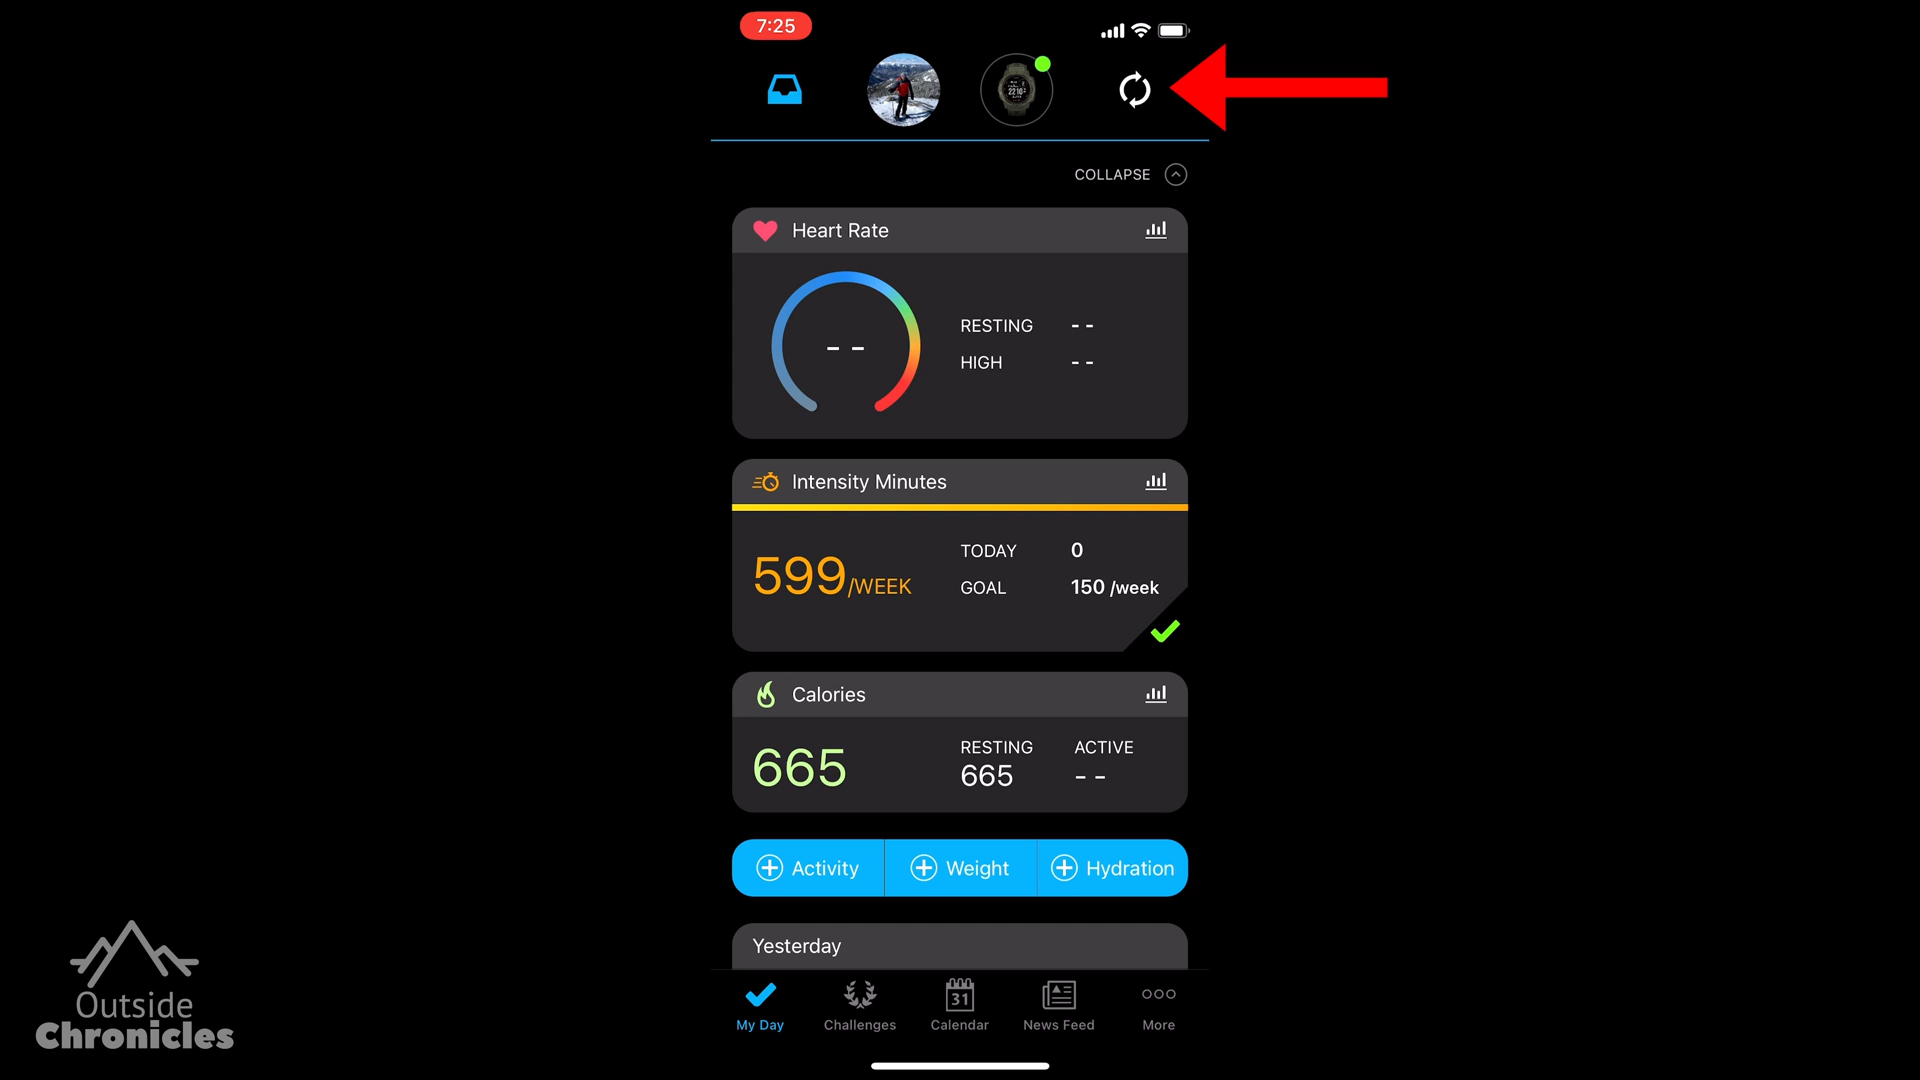 7:25
COLLAPSE
Heart Rate
- -
RESTING - -
HIGH - -
Intensity Minutes
599/WEEK
TODAY 0
GOAL 150 /week
Calories
665
RESTING ACTIVE
665 - -
Activity Weight Hydration
Yesterday
31
My Day Challenges Calendar News Feed More
Outside
Chronicles